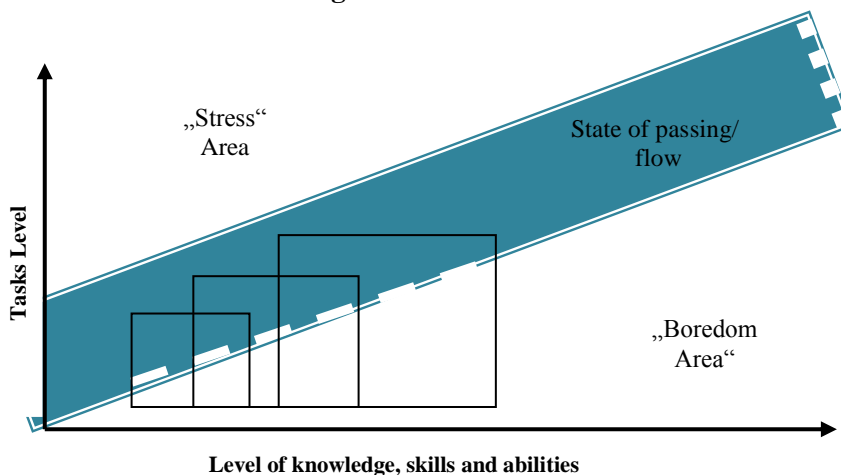 „Stress“
Area
State of passing/
flow
Tasks Level
„Boredom
Area“
Level of knowledge, skills and abilities